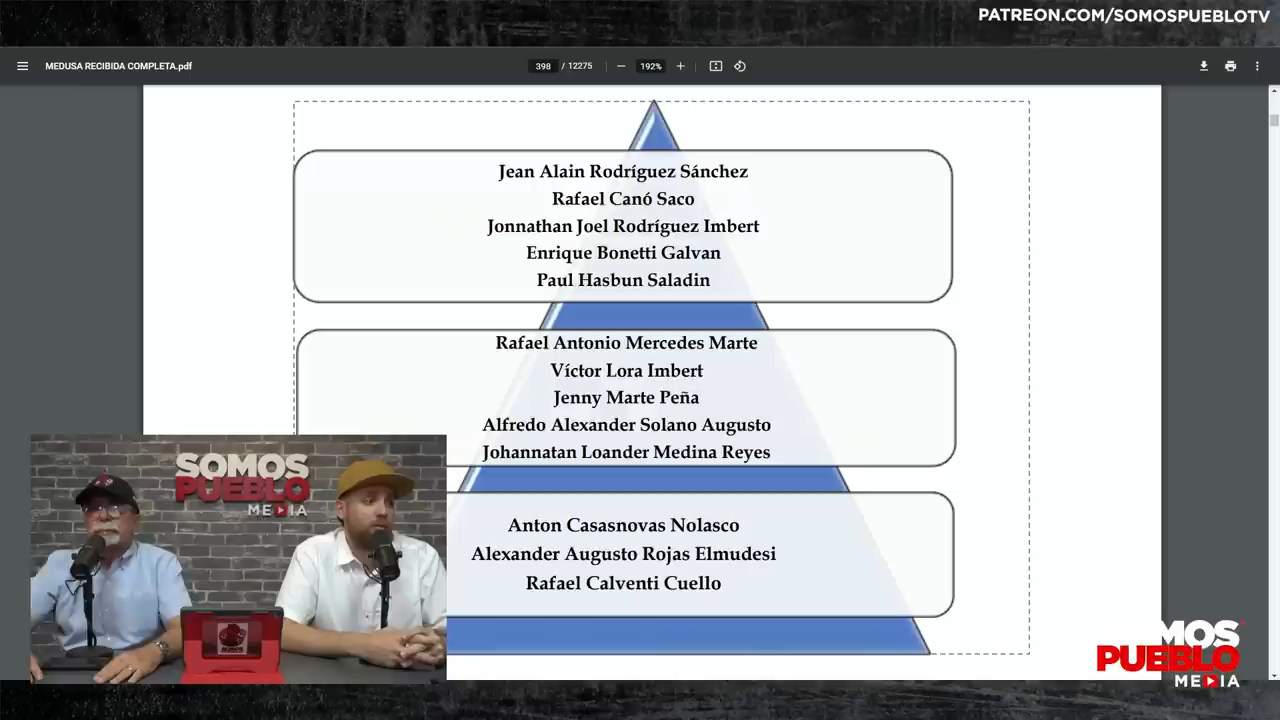 PATREON.COM/SOMOSPUEBLOTV
MEDUSA RECIBIDA COMPLETA.pdf
398 / 12275
192%
Jean Alain Rodríguez Sánchez
Rafael Canó Saco
Jonnathan Joel Rodríguez Imbert
Enrique Bonetti Galvan
Paul Hasbun Saladin
Rafael Antonio Mercedes Marte
Víctor Lora Imbert
Jenny Marte Peña
Alfredo Alexander Solano Augusto
Johannatan Loander Medina Reyes
Anton Casasnovas Nolasco
Alexander Augusto Rojas Elmudesi
Rafael Calventi Cuello
SOMOS
PUEBLO
MEDIA
MOS
PUEBLO
MEDIA